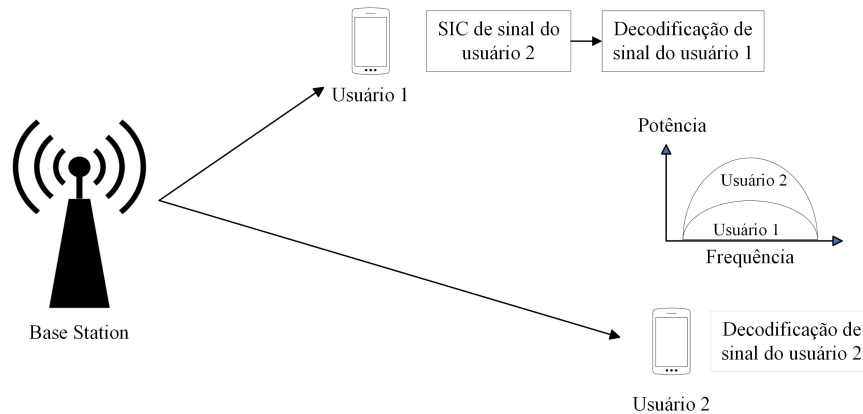 SIC de sinal do
usuário 2
Decodificação de
sinal do usuário 1
Usuário 1
Potência
Usuário 2
Usuário 1
Frequência
Base Station
Decodificação de
sinal do usuário 2
Usuário 2